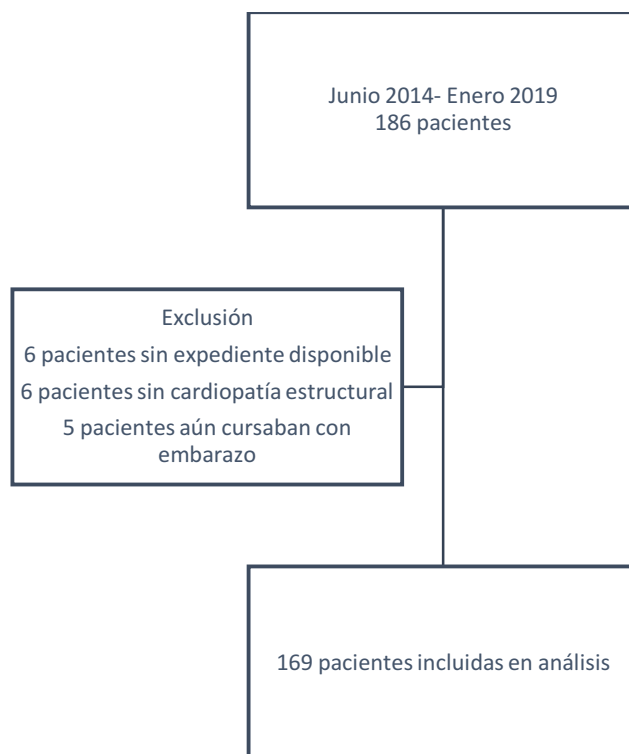 Junio 2014- Enero 2019
186 pacientes
Exclusión
6 pacientes sin expediente disponible
6 pacientes sin cardiopatía estructural
5 pacientes aún cursaban con
embarazo
169 pacientes incluidas en análisis